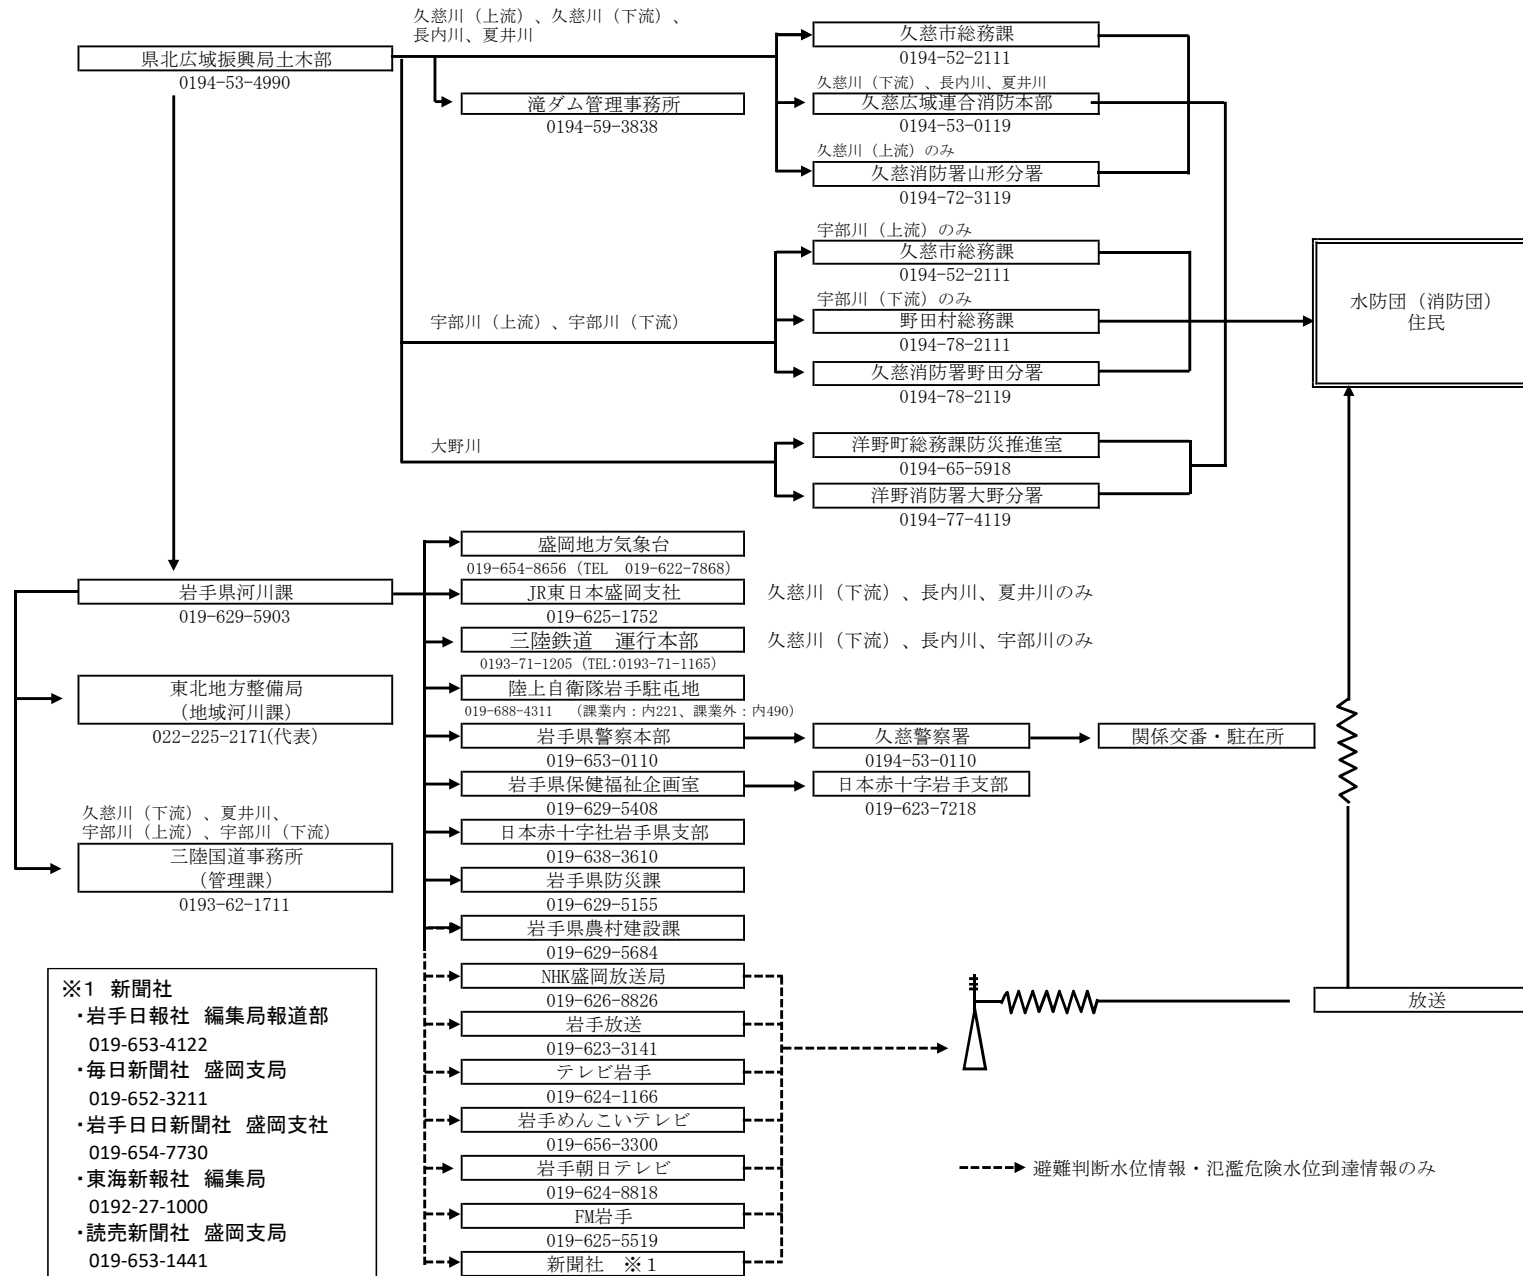 久慈川（上流）、久慈川（下流）、
長内川、夏井川
県北広域振興局土木部
0194-53-4990
滝ダム管理事務所
0194-59-3838
久慈市総務課
0194-52-2111
久慈川（下流）、長内川、夏井川
久慈広域連合消防本部
0194-53-0119
久慈川（上流）のみ
久慈消防署山形分署
0194-72-3119
宇部川（上流）、宇部川（下流）
宇部川（上流）のみ
久慈市総務課
0194-52-2111
宇部川（下流）のみ
野田村総務課
0194-78-2111
久慈消防署野田分署
0194-78-2119
水防団（消防団）
住民
大野川
洋野町総務課防災推進室
0194-65-5918
洋野消防署大野分署
0194-77-4119
岩手県河川課
019-629-5903
東北地方整備局
（地域河川課）
022-225-2171(代表）
久慈川（下流）、夏井川、
宇部川（上流）、宇部川（下流）
三陸国道事務所
（管理課）
0193-62-1711
盛岡地方気象台
019-654-8656（TEL　019-622-7868）
JR東日本盛岡支社
019-625-1752
久慈川（下流）、長内川、夏井川のみ
三陸鉄道　運行本部
0193-71-1205（TEL:0193-71-1165）
久慈川（下流）、長内川、宇部川のみ
陸上自衛隊岩手駐屯地
019-688-4311　（課業内：内221、課業外：内490）
岩手県警察本部
019-653-0110
久慈警察署
0194-53-0110
関係交番・駐在所
岩手県保健福祉企画室
019-629-5408
日本赤十字岩手支部
019-623-7218
日本赤十字社岩手県支部
019-638-3610
岩手県防災課
019-629-5155
岩手県農村建設課
019-629-5684
NHK盛岡放送局
019-626-8826
岩手放送
019-623-3141
テレビ岩手
019-624-1166
岩手めんこいテレビ
019-656-3300
岩手朝日テレビ
019-624-8818
FM岩手
019-625-5519
新聞社　※１
放送
避難判断水位情報・氾濫危険水位到達情報のみ
※1　新聞社
・岩手日報社　編集局報道部
019-653-4122
・毎日新聞社　盛岡支局
019-652-3211
・岩手日日新聞社　盛岡支社
019-654-7730
・東海新報社　編集局
0192-27-1000
・読売新聞社　盛岡支局
019-653-1441